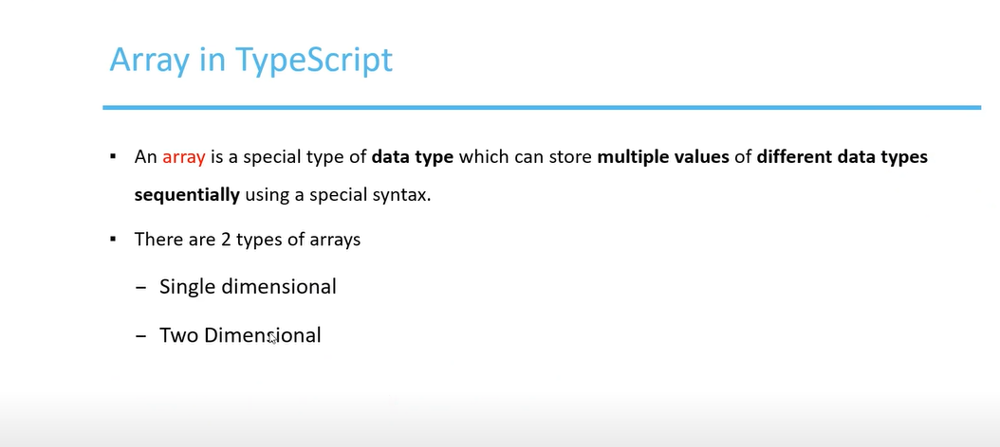 Array in TypeScript
▪ An array is a special type of data type which can store multiple values of different data types
sequentially using a special syntax.
▪ There are 2 types of arrays
– Single dimensional
– Two Dimensional